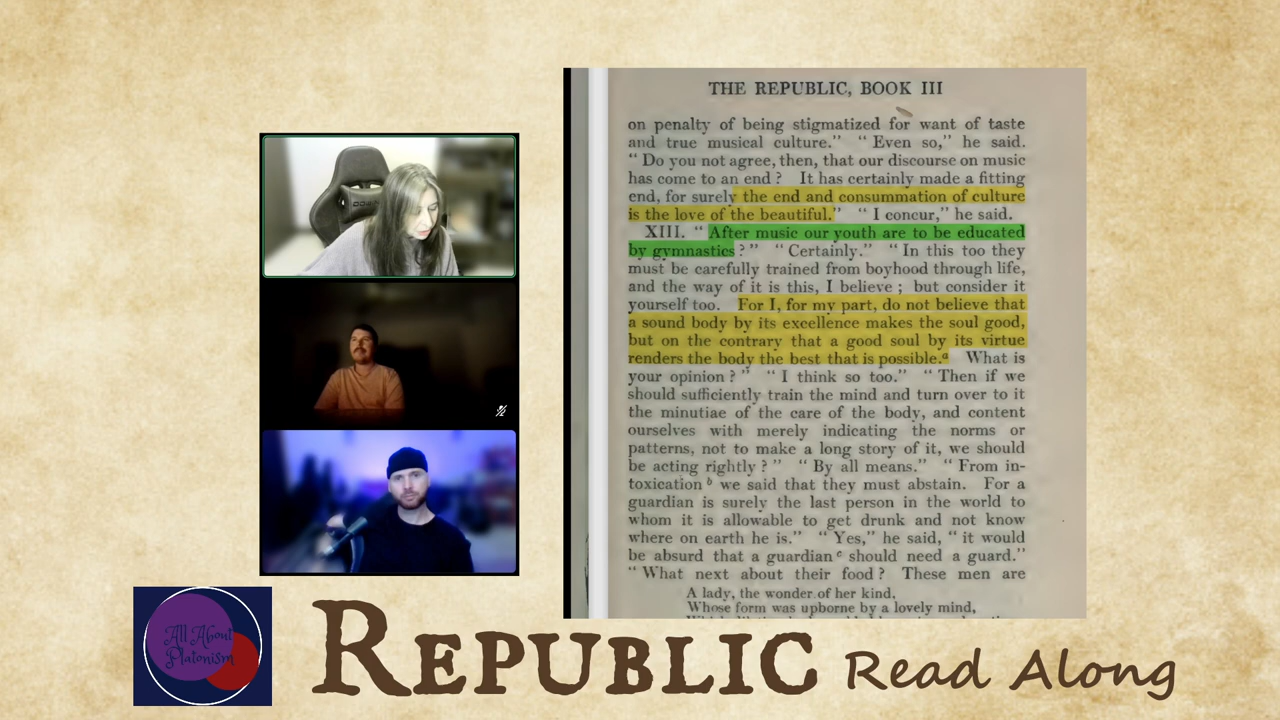 THE REPUBLIC, BOOK III
on penalty of being stigmatized for want of taste
and true musical culture.” “ Even so,” he said.
“ Do you not agree, then, that our discourse on music
has come to an end ? It has certainly made a fitting
end, for surely the end and consummation of culture
is the love of the beautiful.” “ I concur,” he said.
XIII. “ After music our youth are to be educated
by gymnastics ? ” “ Certainly.” “ In this too they
must be carefully trained from boyhood through life,
and the way of it is this, I believe ; but consider it
yourself too. For I, for my part, do not believe that
a sound body by its excellence makes the soul good,
but on the contrary that a good soul by its virtue
renders the body the best that is possible.ᵃ What is
your opinion ? ” “ I think so too.” “ Then if we
should sufficiently train the mind and turn over to it
the minutiae of the care of the body, and content
ourselves with merely indicating the norms or
patterns, not to make a long story of it, we should
be acting rightly ? ” “ By all means.” “ From in-
toxication ᵇ we said that they must abstain. For a
guardian is surely the last person in the world to
whom it is allowable to get drunk and not know
where on earth he is.” “ Yes,” he said, “ it would
be absurd that a guardian ᶜ should need a guard.”
“ What next about their food ? These men are
A lady, the wonder of her kind,
Whose form was upborne by a lovely mind,
All About
Platonism
REPUBLIC Read Along